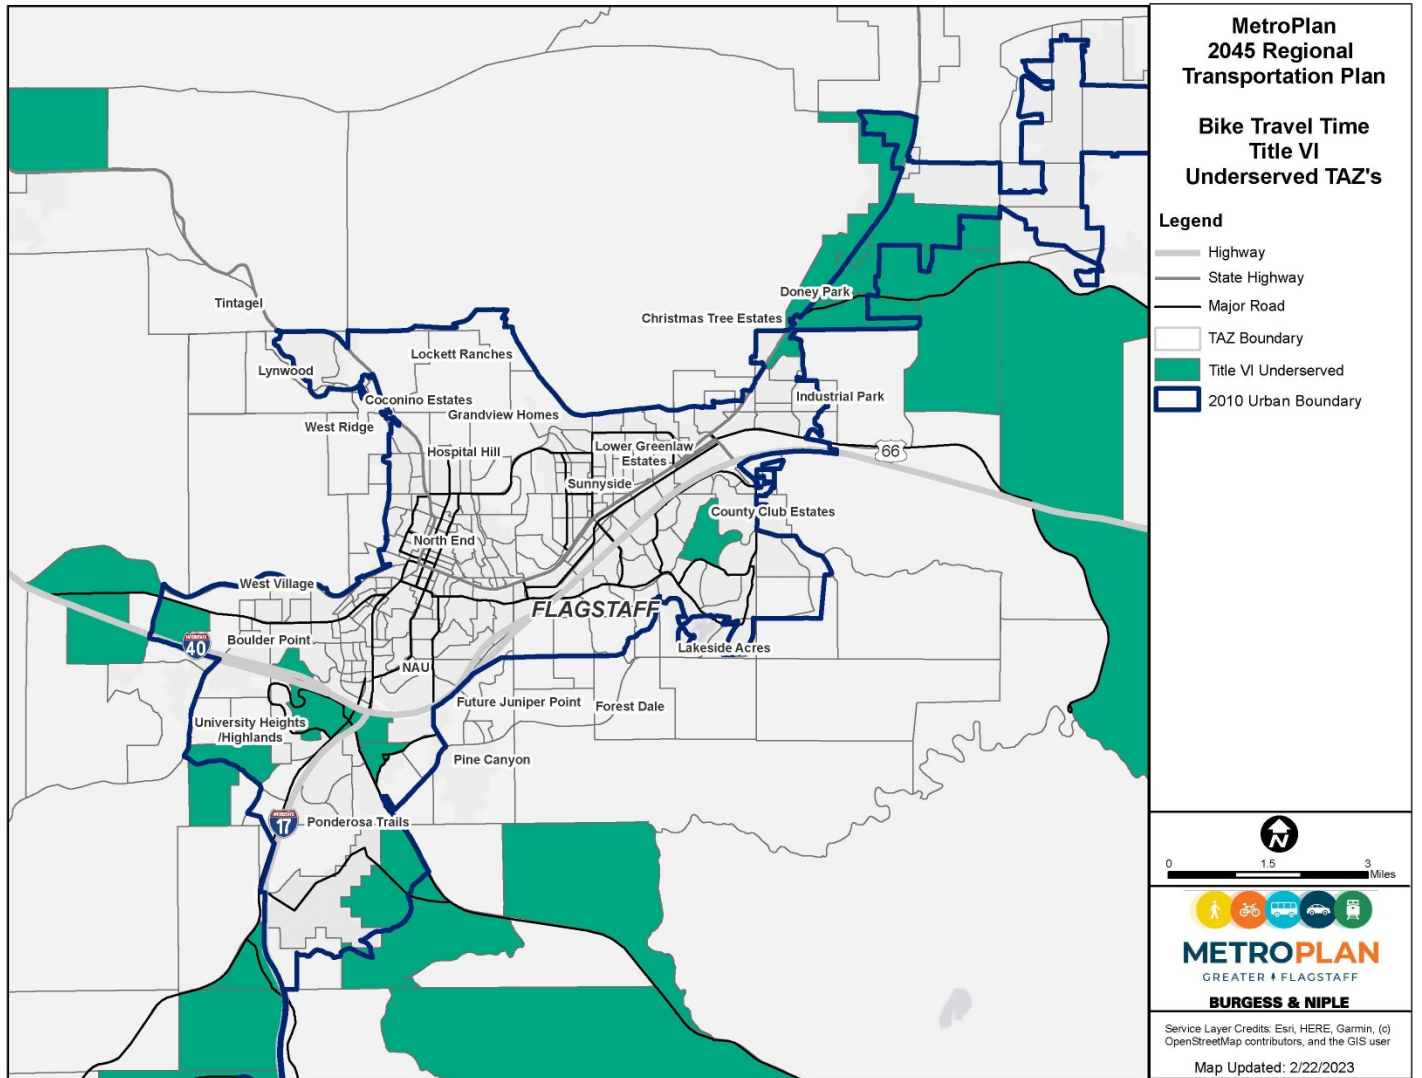 MetroPlan
2045 Regional
Transportation Plan
Bike Travel Time
Title VI
Underserved TAZ's
Legend
Highway
State Highway
Major Road
TAZ Boundary
Title VI Underserved
2010 Urban Boundary
Tintagel
Doney Park
Christmas Tree Estates
Lockett Ranches
Lynwood
Coconino Estates
Industrial Park
Grandview Homes
West Ridge
Hospital Hill
Lower Greenlaw
Estates
66
Sunnyside
County Club Estates
North End
West Village
FLAGSTAFF
Boulder Point
INTERSTATE
40
Lakeside Acres
NAU
Future Juniper Point
Forest Dale
University Heights
/Highlands
Pine Canyon
INTERSTATE
17
Ponderosa Trails
N
0 1.5 3
Miles
METROPLAN
GREATER FLAGSTAFF
BURGESS & NIPLE
Service Layer Credits: Esri, HERE, Garmin, (c)
OpenStreetMap contributors, and the GIS user
Map Updated: 2/22/2023